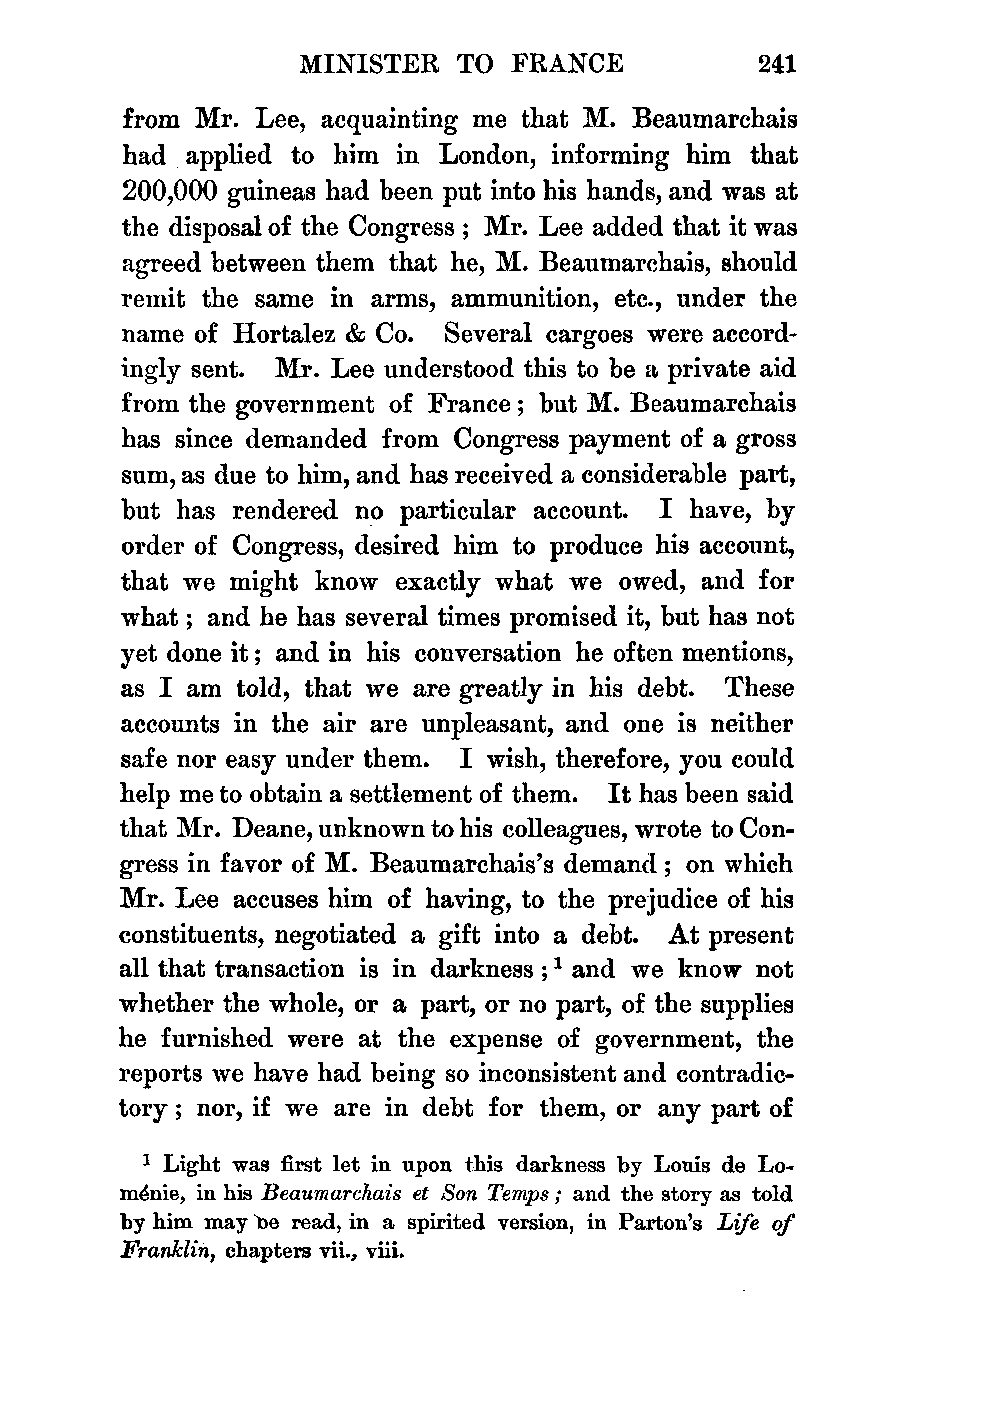 MINISTER TO FRANCE 241
from Mr. Lee, acquainting me that M. Beaumarchais
had applied to him in London, informing him that
200,000 guineas had been put into his hands, and was at
the disposal of the Congress ; Mr. Lee added that it was
agreed between them that he, M. Beaumarchais, should
remit the same in arms, ammunition, etc., under the
name of Hortalez & Co. Several cargoes were accord-
ingly sent. Mr. Lee understood this to be a private aid
from the government of France ; but M. Beaumarchais
has since demanded from Congress payment of a gross
sum, as due to him, and has received a considerable part,
but has rendered no particular account. I have, by
order of Congress, desired him to produce his account,
that we might know exactly what we owed, and for
what ; and he has several times promised it, but has not
yet done it ; and in his conversation he often mentions,
as I am told, that we are greatly in his debt. These
accounts in the air are unpleasant, and one is neither
safe nor easy under them. I wish, therefore, you could
help me to obtain a settlement of them. It has been said
that Mr. Deane, unknown to his colleagues, wrote to Con-
gress in favor of M. Beaumarchais's demand ; on which
Mr. Lee accuses him of having, to the prejudice of his
constituents, negotiated a gift into a debt. At present
all that transaction is in darkness ; 1 and we know not
whether the whole, or a part, or no part, of the supplies
he furnished were at the expense of government, the
reports we have had being so inconsistent and contradic-
tory ; nor, if we are in debt for them, or any part of
1 Light was first let in upon this darkness by Louis de Lo-
ménie, in his Beaumarchais et Son Temps ; and the story as told
by him may be read, in a spirited version, in Parton's Life of
Franklin, chapters vii., viii.